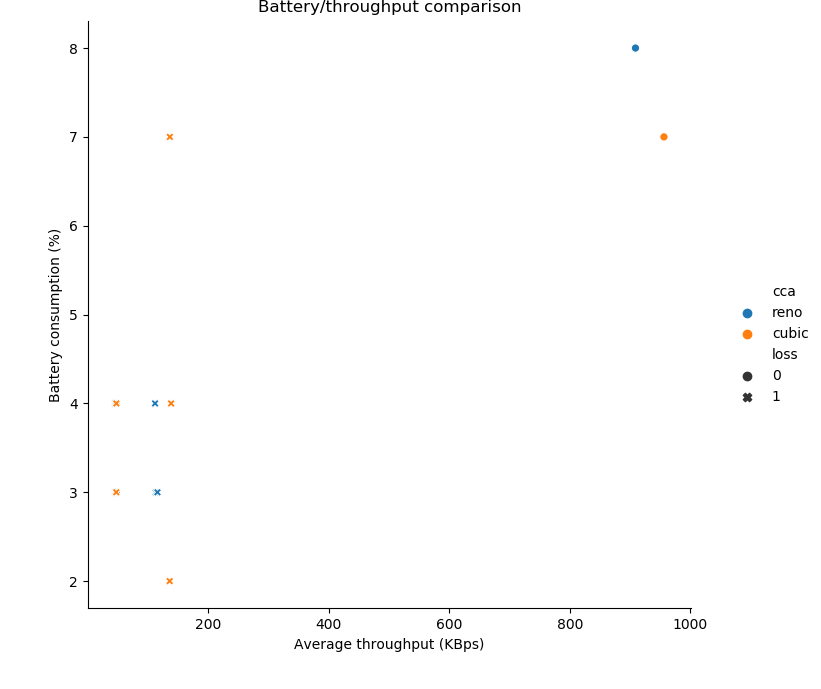 Battery/throughput comparison
8
7
6
5
4
3
2
Battery consumption (%)
200 400 600 800 1000
Average throughput (KBps)
cca
reno
cubic
loss
0
1